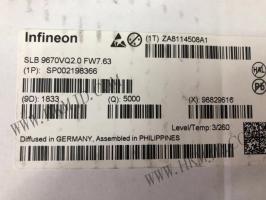 Infineon
(1T) ZA8114508A1
SLB 9670VQ2.0 FW7.63
(1P): SP002198366
(9D): 1833 (Q): 5000 (X): 98829616
Level/Temp: 3/260
Diffused in GERMANY, Assembled in PHILIPPINES